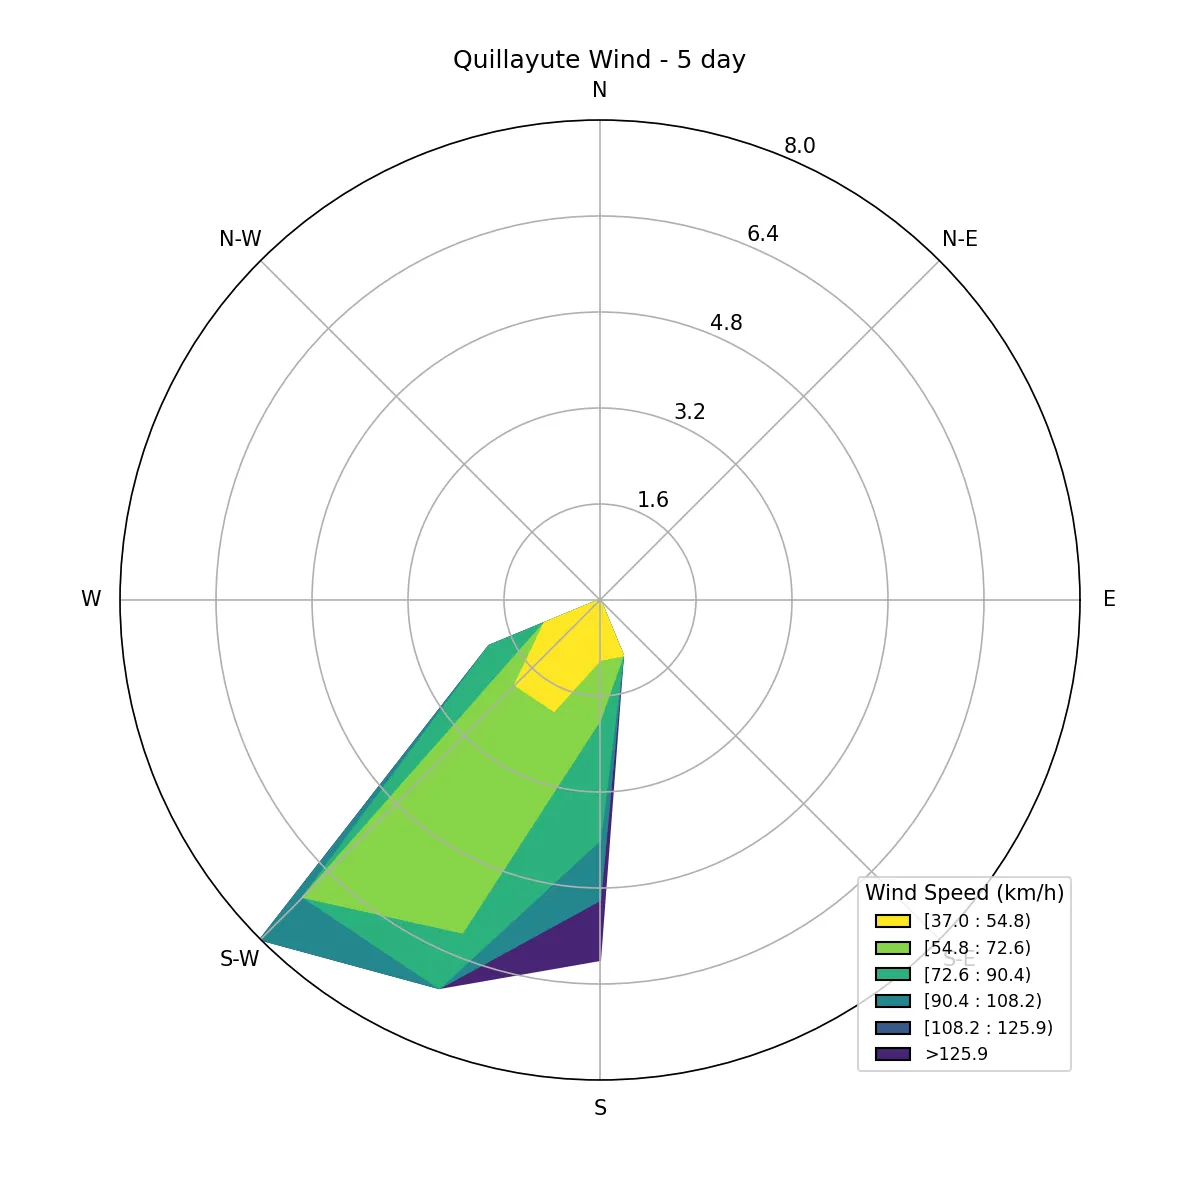 Quillayute Wind - 5 day
N
8.0
N-W
6.4
N-E
4.8
3.2
1.6
W
E
Wind Speed (km/h)
[37.0 : 54.8)
[54.8 : 72.6)
S-W
S-E
[72.6 : 90.4)
[90.4 : 108.2)
[108.2 : 125.9)
>125.9
S